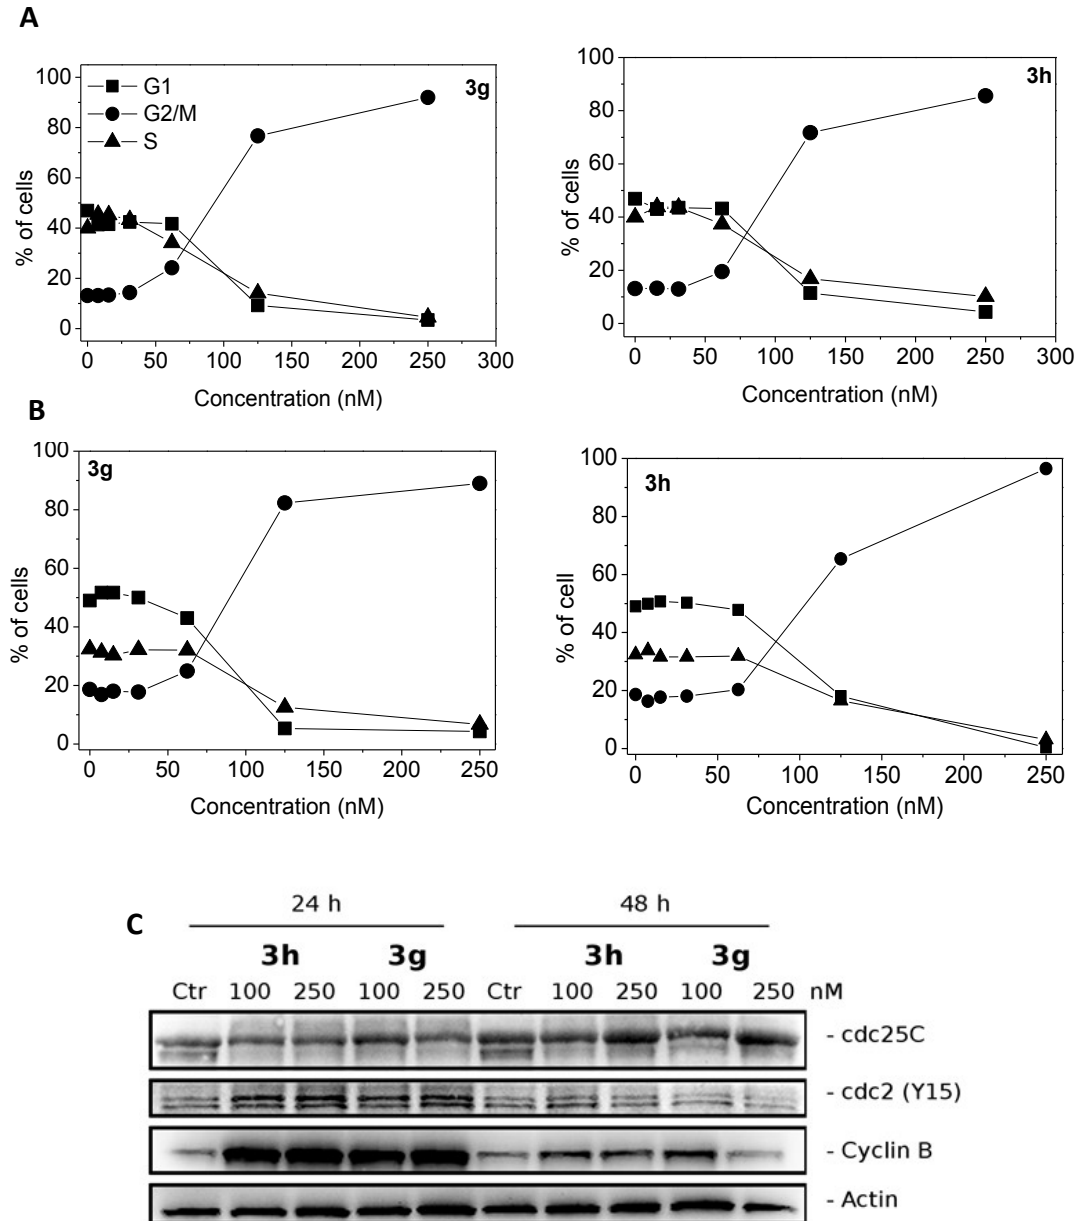 A
3g
G1
G2/M
S
100
80
60
40
20
0
% of cells
0 50 100 150 200 250 300
Concentration (nM)
3h
100
80
60
40
20
0
% of cells
0 50 100 150 200 250 300
Concentration (nM)
B
3g
100
80
60
40
20
0
% of cells
0 50 100 150 200 250
Concentration (nM)
3h
100
80
60
40
20
0
% of cell
0 50 100 150 200 250
Concentration (nM)
C
24 h 48 h
3h 3g 3h 3g
Ctr 100 250 100 250 Ctr 100 250 100 250 nM
- cdc25C
- cdc2 (Y15)
- Cyclin B
- Actin